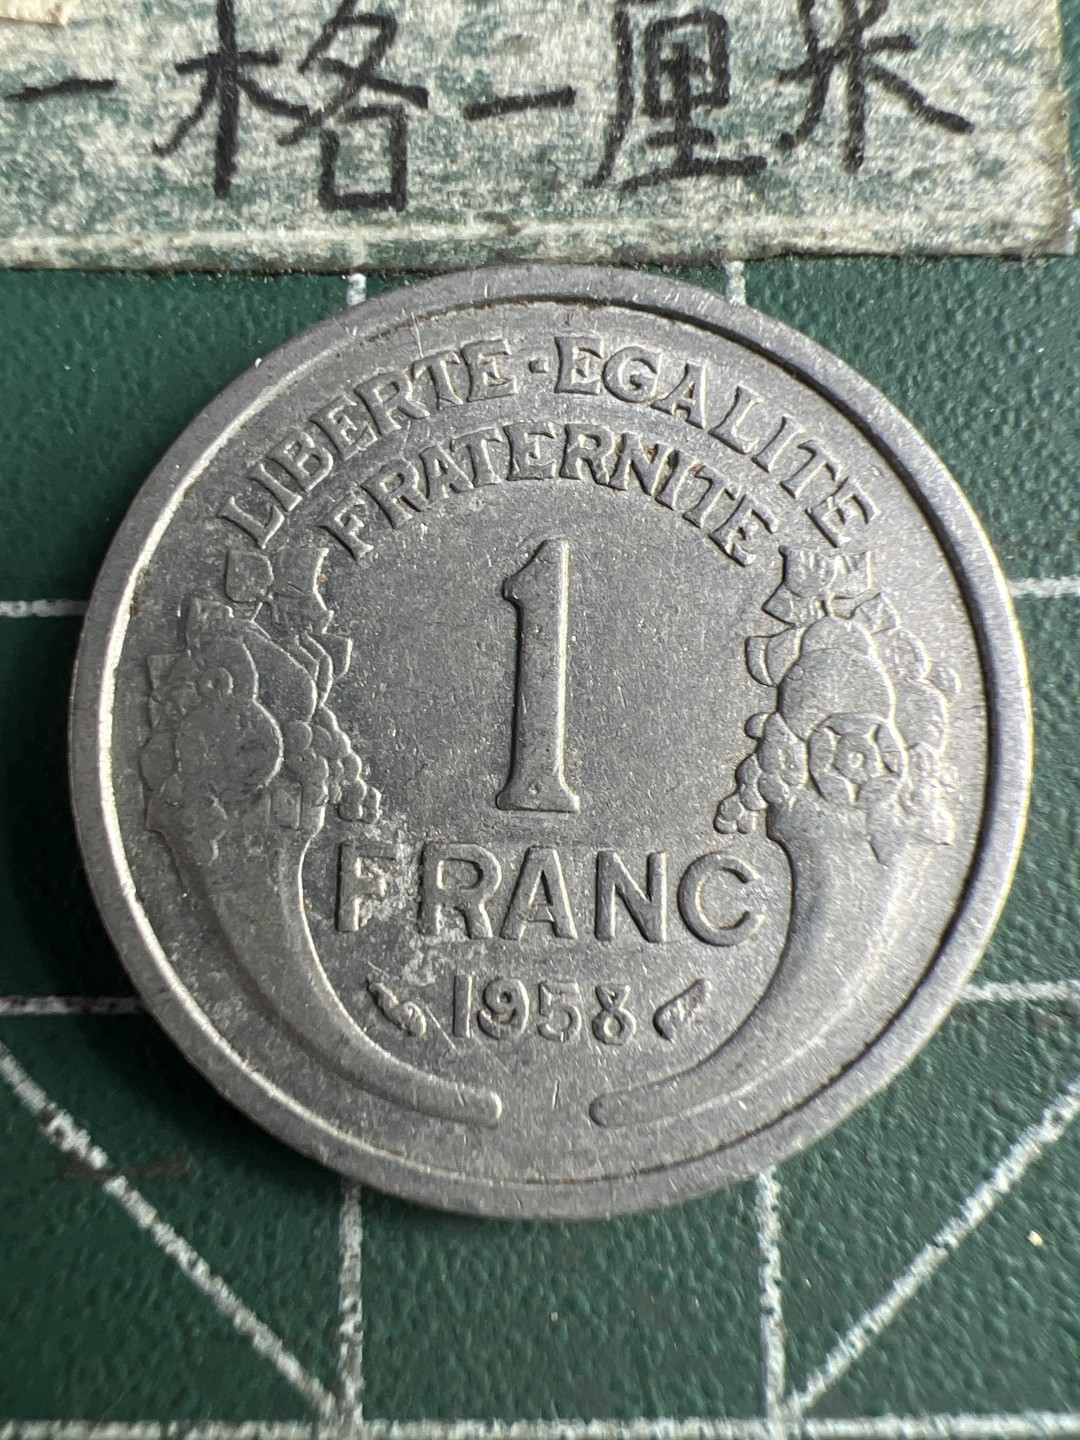 一格一厘米
LIBERTE·EGALITE
FRATERNITE
1
FRANC
1958